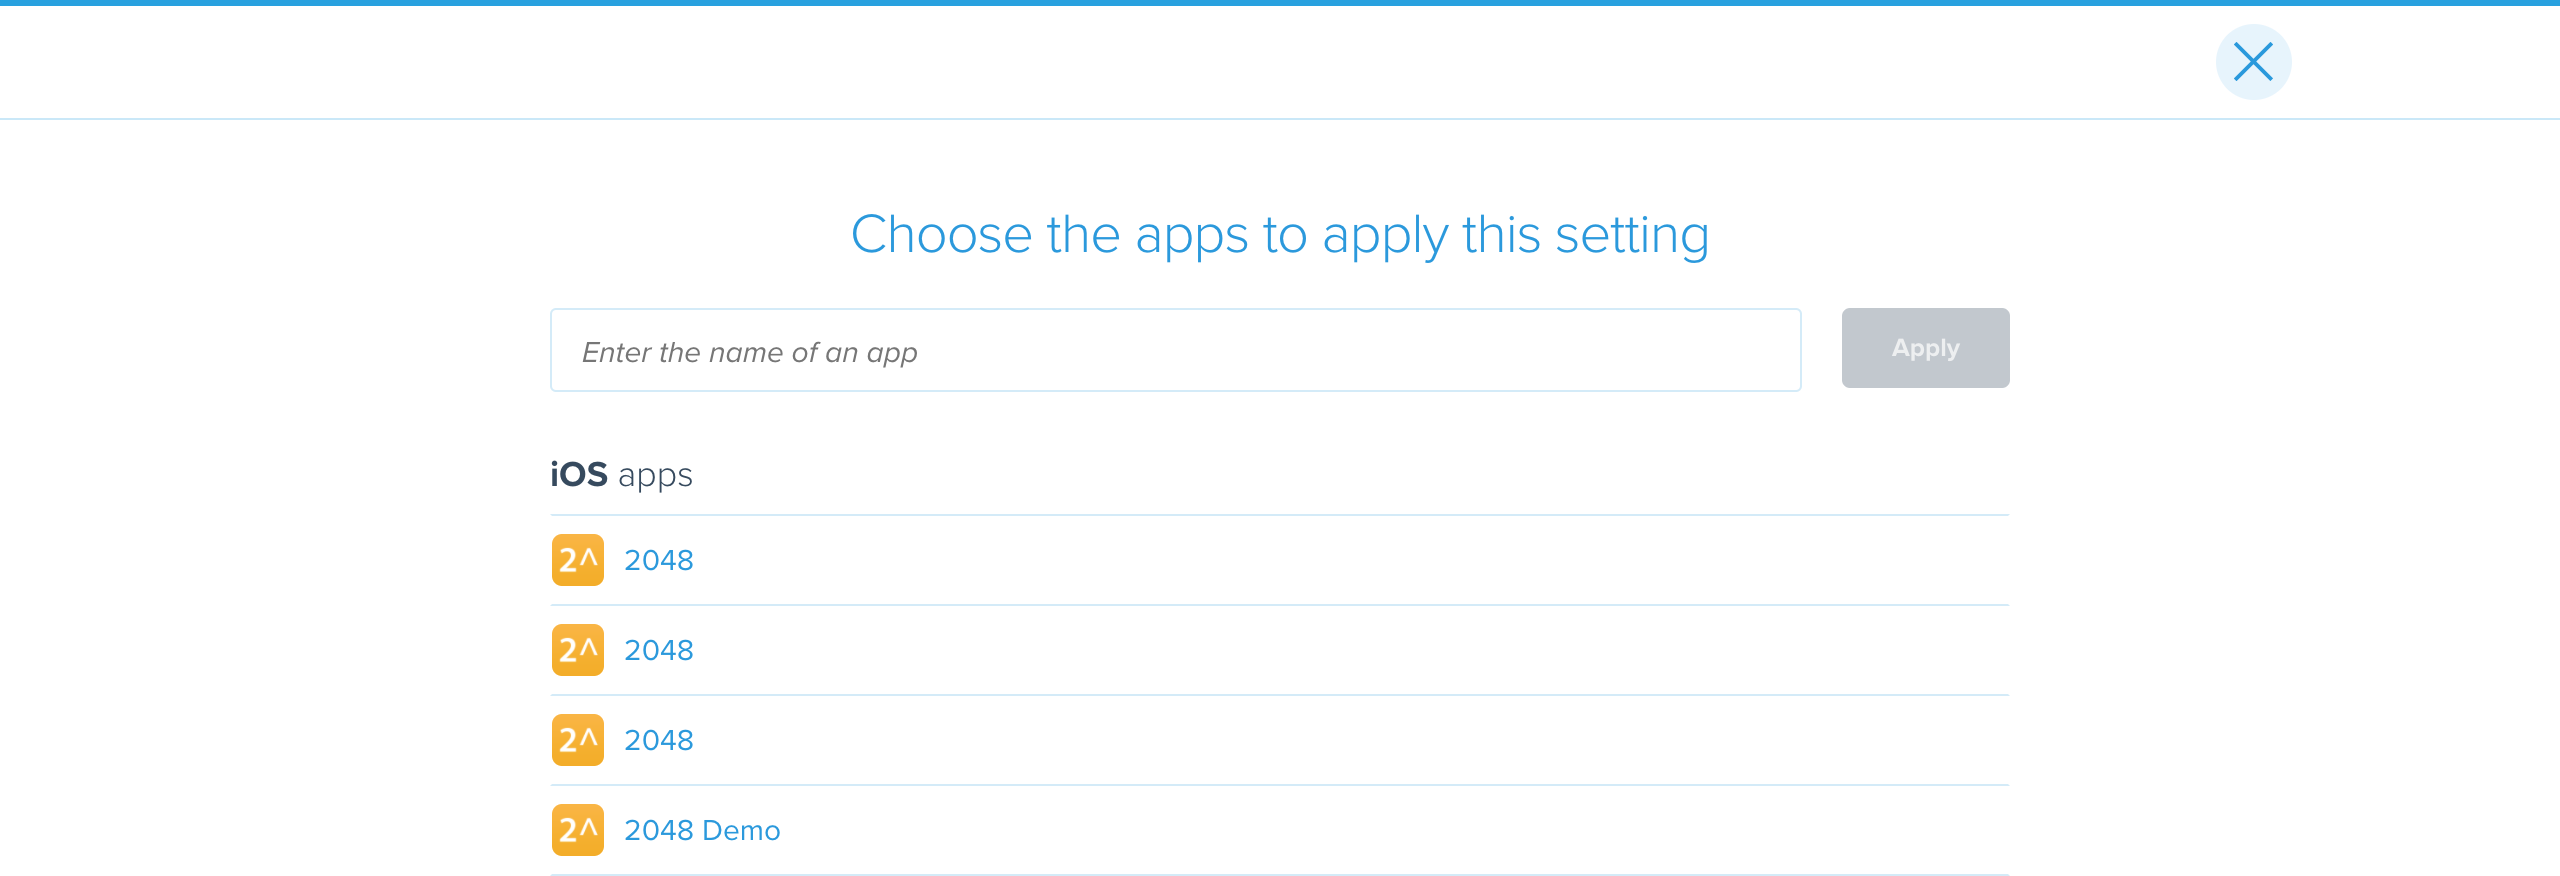 Choose the apps to apply this setting
Enter the name of an app
Apply
iOS apps
2^ 2048
2^ 2048
2^ 2048
2^ 2048 Demo